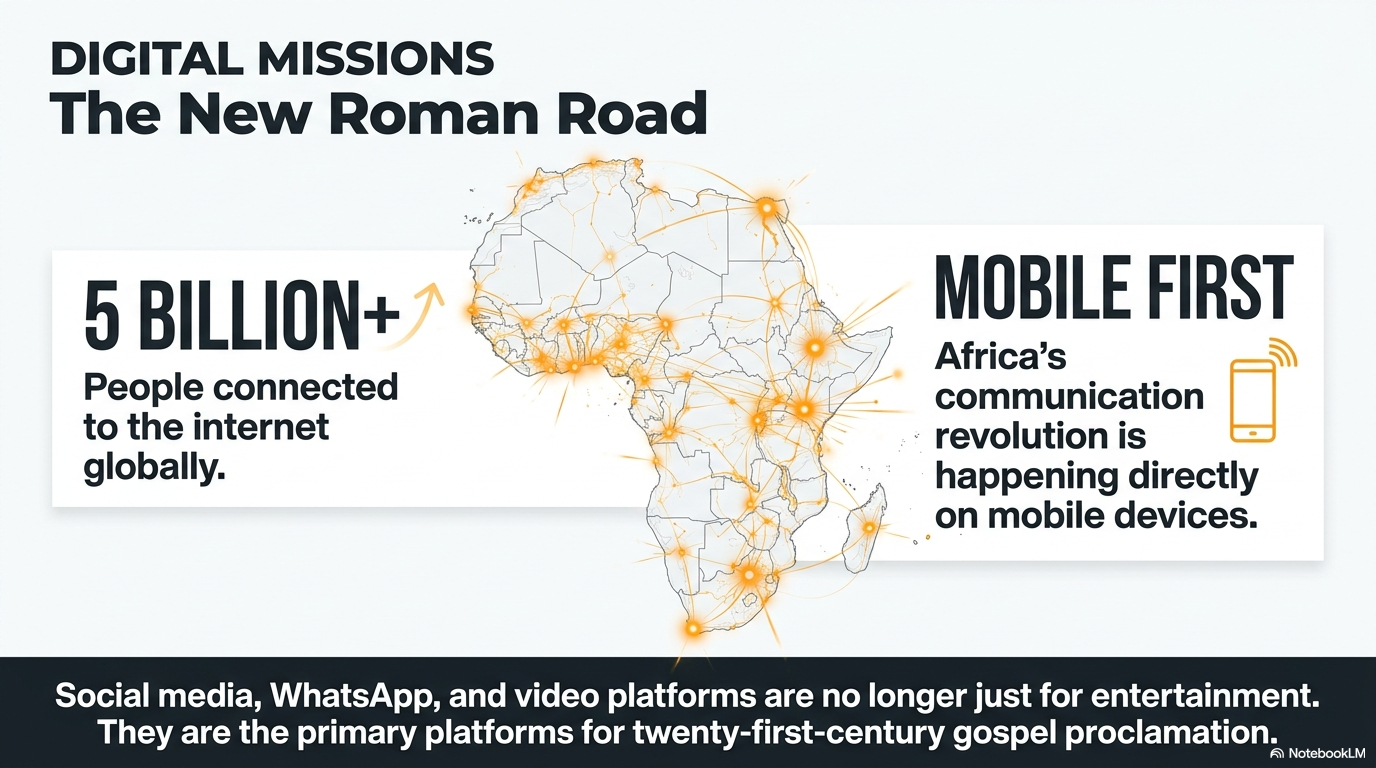 DIGITAL MISSIONS
The New Roman Road
5 BILLION+
People connected
to the internet
globally.
MOBILE FIRST
Africa's
communication
revolution is
happening directly
on mobile devices.
Social media, WhatsApp, and video platforms are no longer just for entertainment.
They are the primary platforms for twenty-first-century gospel proclamation.
NotebookLM